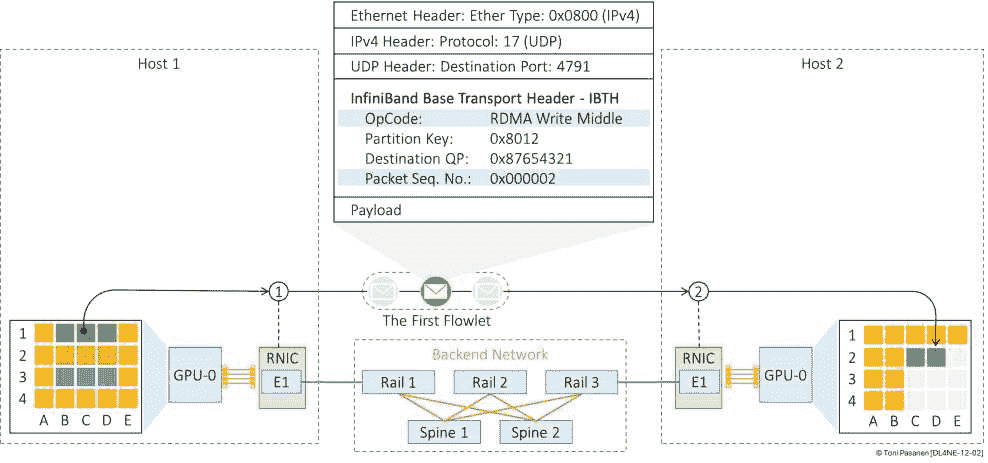 Ethernet Header: Ether Type: 0x0800 (IPv4)
IPv4 Header: Protocol: 17 (UDP)
UDP Header: Destination Port: 4791
InfiniBand Base Transport Header - IBTH
OpCode: RDMA Write Middle
Partition Key: 0x8012
Destination QP: 0x87654321
Packet Seq. No.: 0x000002
Payload
Host 1
Host 2
1
2
The First Flowlet
1
2
3
4
A B C D E
GPU-0
RNIC
E1
Backend Network
Rail 1 Rail 2 Rail 3
Spine 1 Spine 2
RNIC
E1
GPU-0
1
2
3
4
A B C D E
© Toni Pasanen [DL4NE-12-02]